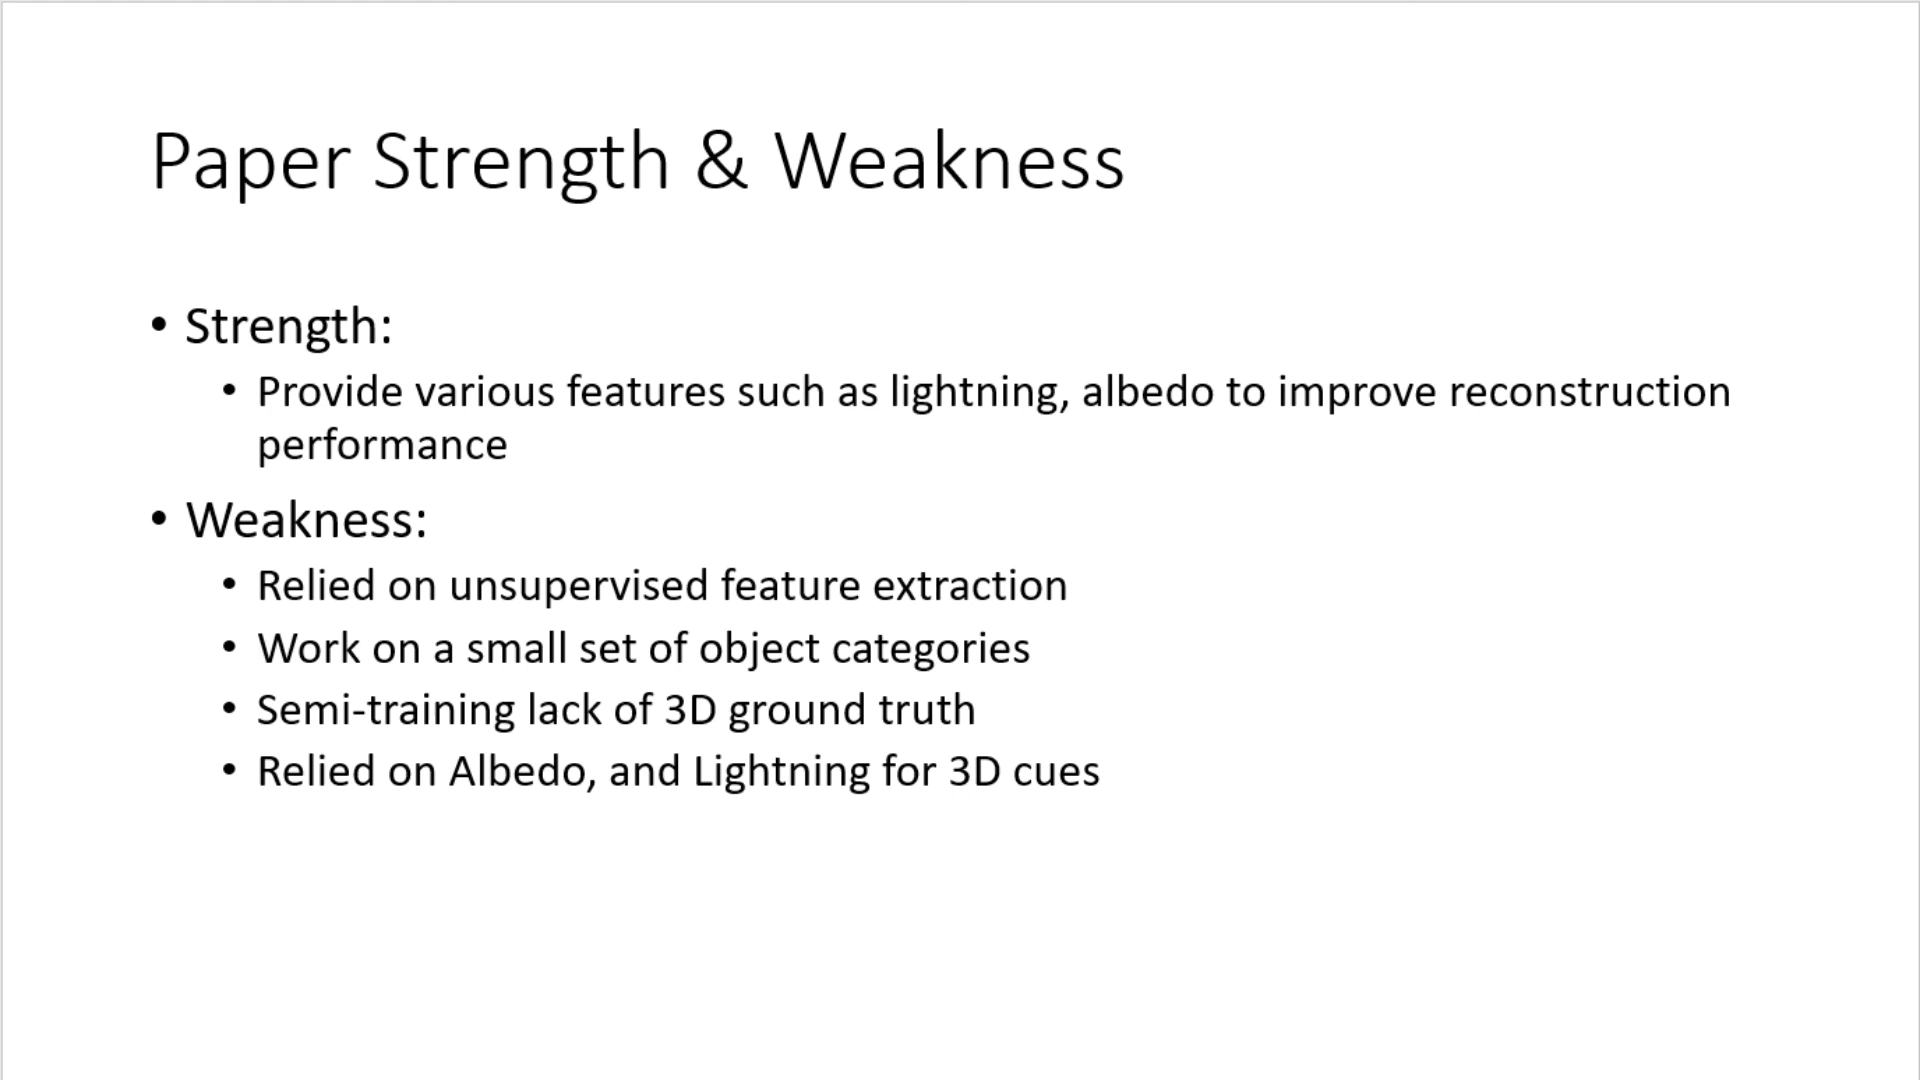 Paper Strength & Weakness
• Strength:
• Provide various features such as lightning, albedo to improve reconstruction
performance
• Weakness:
• Relied on unsupervised feature extraction
• Work on a small set of object categories
• Semi-training lack of 3D ground truth
• Relied on Albedo, and Lightning for 3D cues